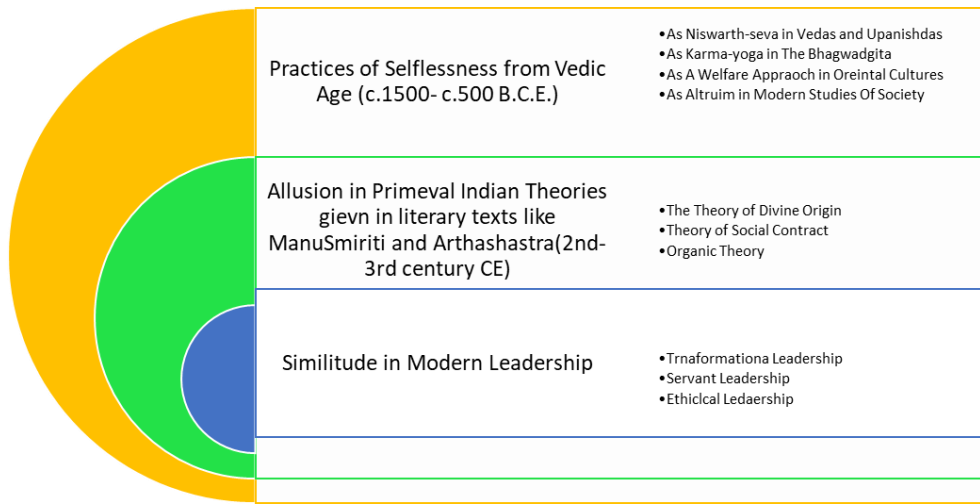 Practices of Selflessness from Vedic
Age (c.1500- c.500 B.C.E.)
•As Niswarth-seva in Vedas and Upanishdas
•As Karma-yoga in The Bhagwadgita
•As A Welfare Appraoch in Oreintal Cultures
•As Altruim in Modern Studies Of Society
Allusion in Primeval Indian Theories
gievn in literary texts like
ManuSmiriti and Arthashastra(2nd-
3rd century CE)
•The Theory of Divine Origin
•Theory of Social Contract
•Organic Theory
Similitude in Modern Leadership
•Trnaformationa Leadership
•Servant Leadership
•Ethiclcal Ledaership